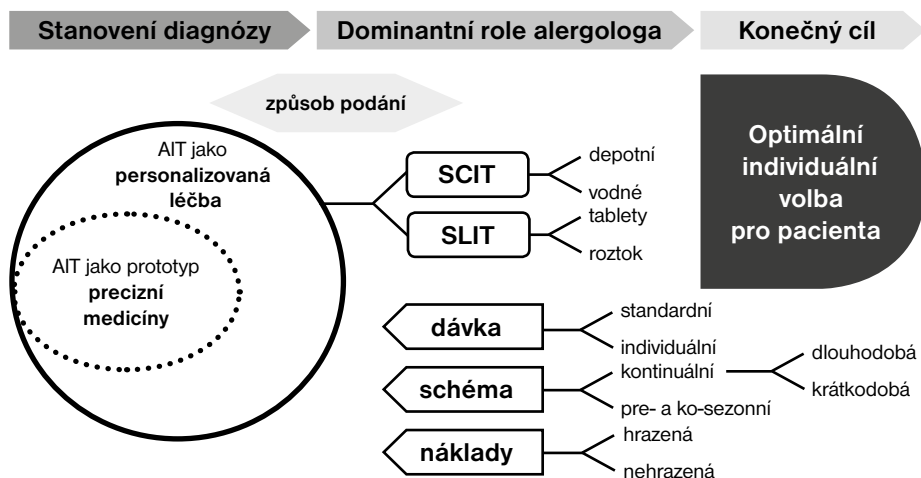 Stanovení diagnózy
Dominantní role alergologa
Konečný cíl
způsob podání
AIT jako
personalizovaná
léčba
AIT jako prototyp
precizní
medicíny
SCIT
depotní
vodné
SLIT
tablety
roztok
Optimální
individuální
volba
pro pacienta
dávka
standardní
individuální
schéma
kontinuální
dlouhodobá
krátkodobá
pre- a ko-sezonní
náklady
hrazená
nehrazená